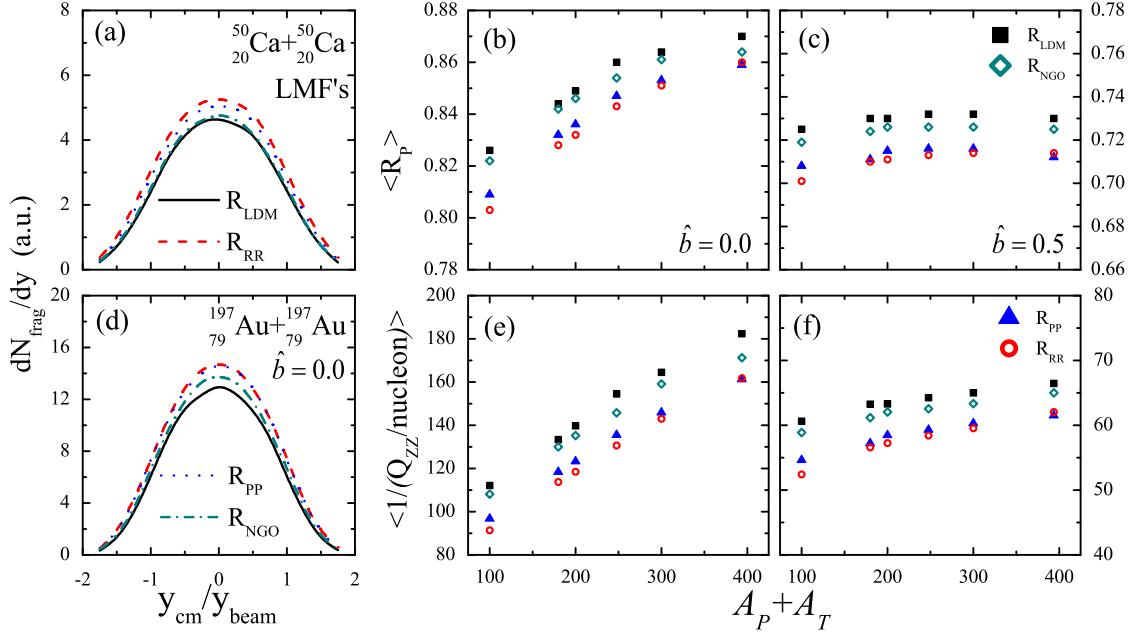 (a)
50 20 Ca+ 50 20 Ca
LMF's
R_LDM
R_RR
8
7
6
5
4
3
2
1
0
dN_frag/dy (a.u.)
(d)
197 79 Au+ 197 79 Au
b̂ = 0.0
R_PP
R_NGO
20
16
12
8
4
0
-2 -1 0 1 2
y_cm/y_beam
(b)
b̂ = 0.0
0.88
0.86
0.84
0.82
0.80
0.78
<R_P>
(c)
R_LDM
R_NGO
b̂ = 0.5
0.78
0.76
0.74
0.72
0.70
0.68
0.66
(e)
200
180
160
140
120
100
80
<1/(Q_ZZ/nucleon)>
100 200 300 400
(f)
R_PP
R_RR
80
70
60
50
40
100 200 300 400
A_P+A_T